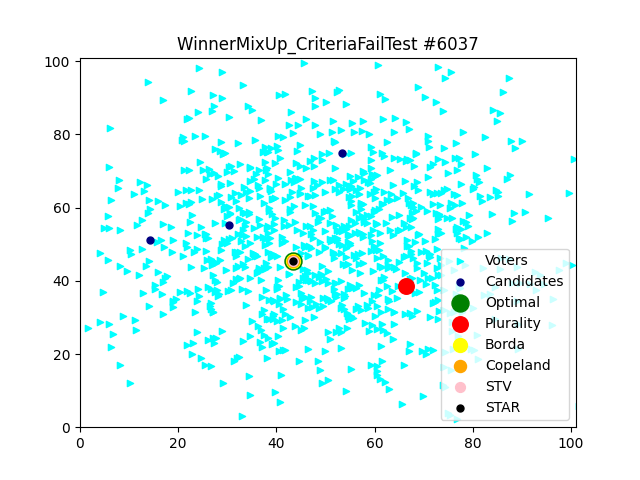 WinnerMixUp_CriteriaFailTest #6037
100
80
60
40
20
0
0 20 40 60 80 100
Voters
Candidates
Optimal
Plurality
Borda
Copeland
STV
STAR